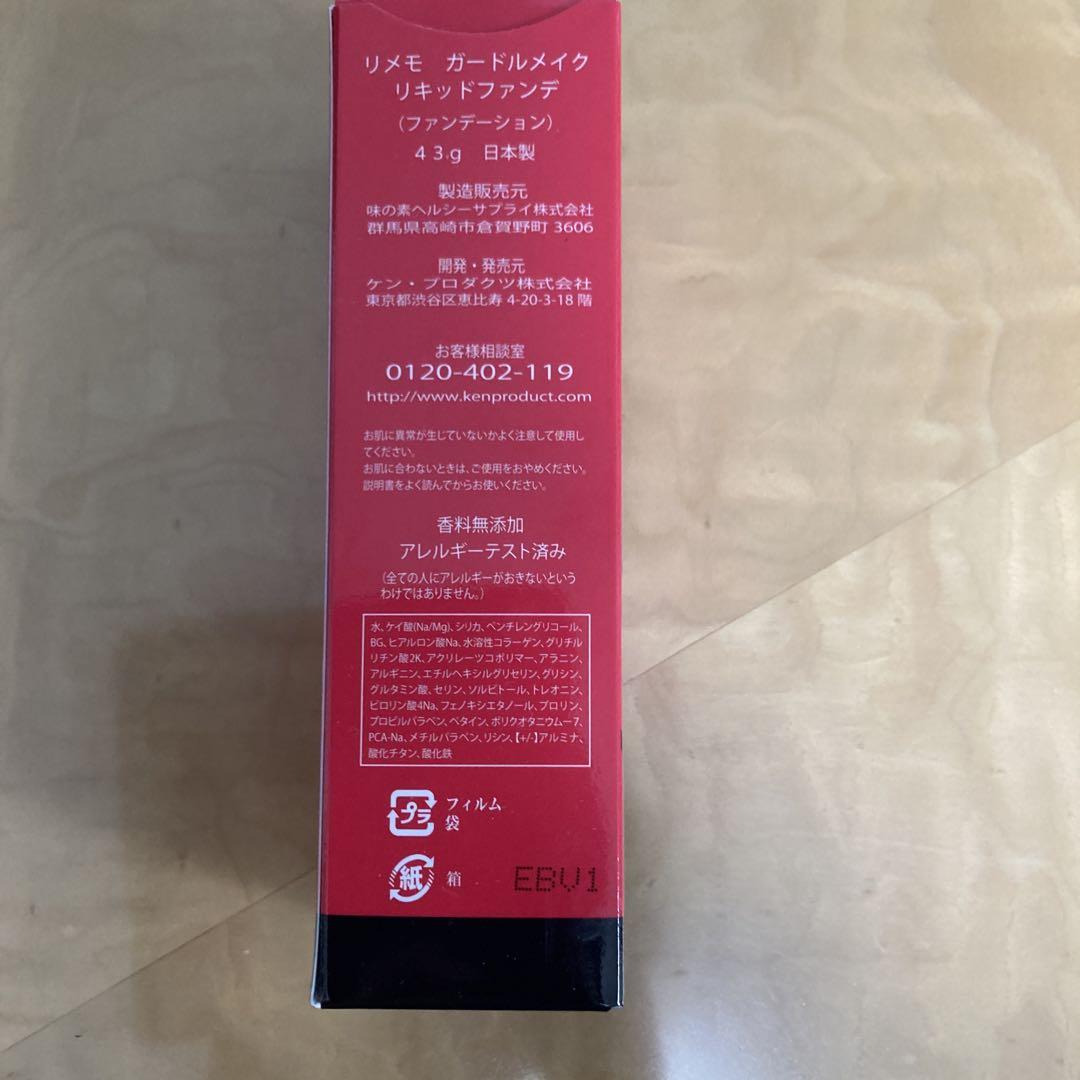 リメモ　ガードルメイク
リキッドファンデ
（ファンデーション）
４３g　日本製
製造販売元
味の素ヘルシーサプライ株式会社
群馬県高崎市倉賀野町 3606
開発・発売元
ケン・プロダクツ株式会社
東京都渋谷区恵比寿 4-20-3-18 階
お客様相談室
0120-402-119
http://www.kenproduct.com
お肌に異常が生じていないかよく注意して使用し
てください。
お肌に合わないときは、ご使用をおやめください。
説明書をよく読んでからお使いください。
香料無添加
アレルギーテスト済み
（全ての人にアレルギーがおきないという
わけではありません。）
水、ケイ酸(Na/Mg)、シリカ、ペンチレングリコール、
BG、ヒアルロン酸Na、水溶性コラーゲン、グリチル
リチン酸2K、アクリレーツコポリマー、アラニン、
アルギニン、エチルヘキシルグリセリン、グリシン、
グルタミン酸、セリン、ソルビトール、トレオニン、
ピロリン酸4Na、フェノキシエタノール、プロリン、
プロピルパラベン、ベタイン、ポリクオタニウムー7、
PCA-Na、メチルパラベン、リシン、【+/-】アルミナ、
酸化チタン、酸化鉄
プラ フィルム
袋
紙 箱
EBV1